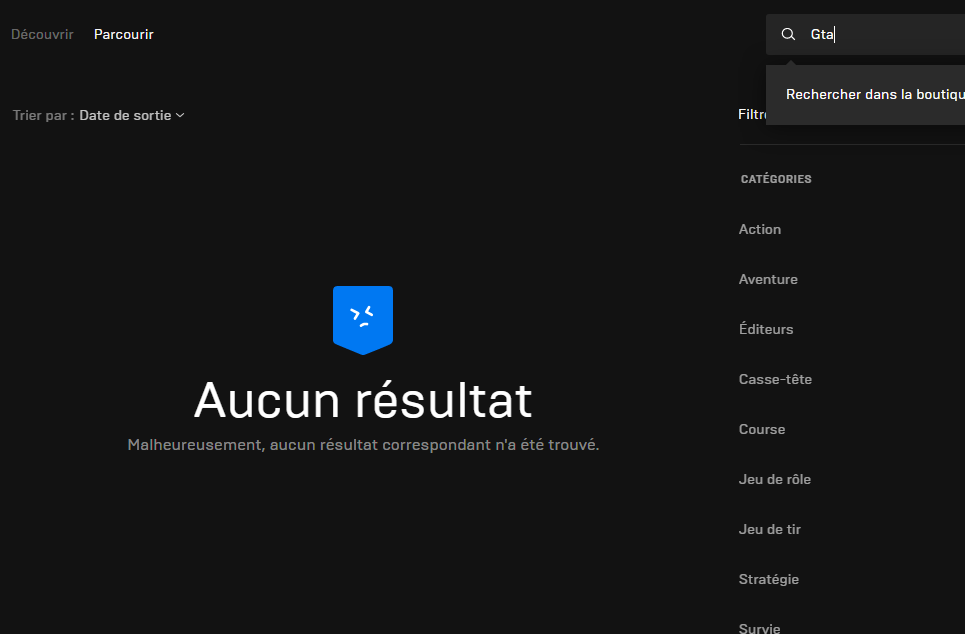 Découvrir Parcourir
Gta
Rechercher dans la boutiqu
Trier par : Date de sortie
Filtre
CATÉGORIES
Action
Aventure
Éditeurs
Casse-tête
Course
Jeu de rôle
Jeu de tir
Stratégie
Survie
Aucun résultat
Malheureusement, aucun résultat correspondant n'a été trouvé.